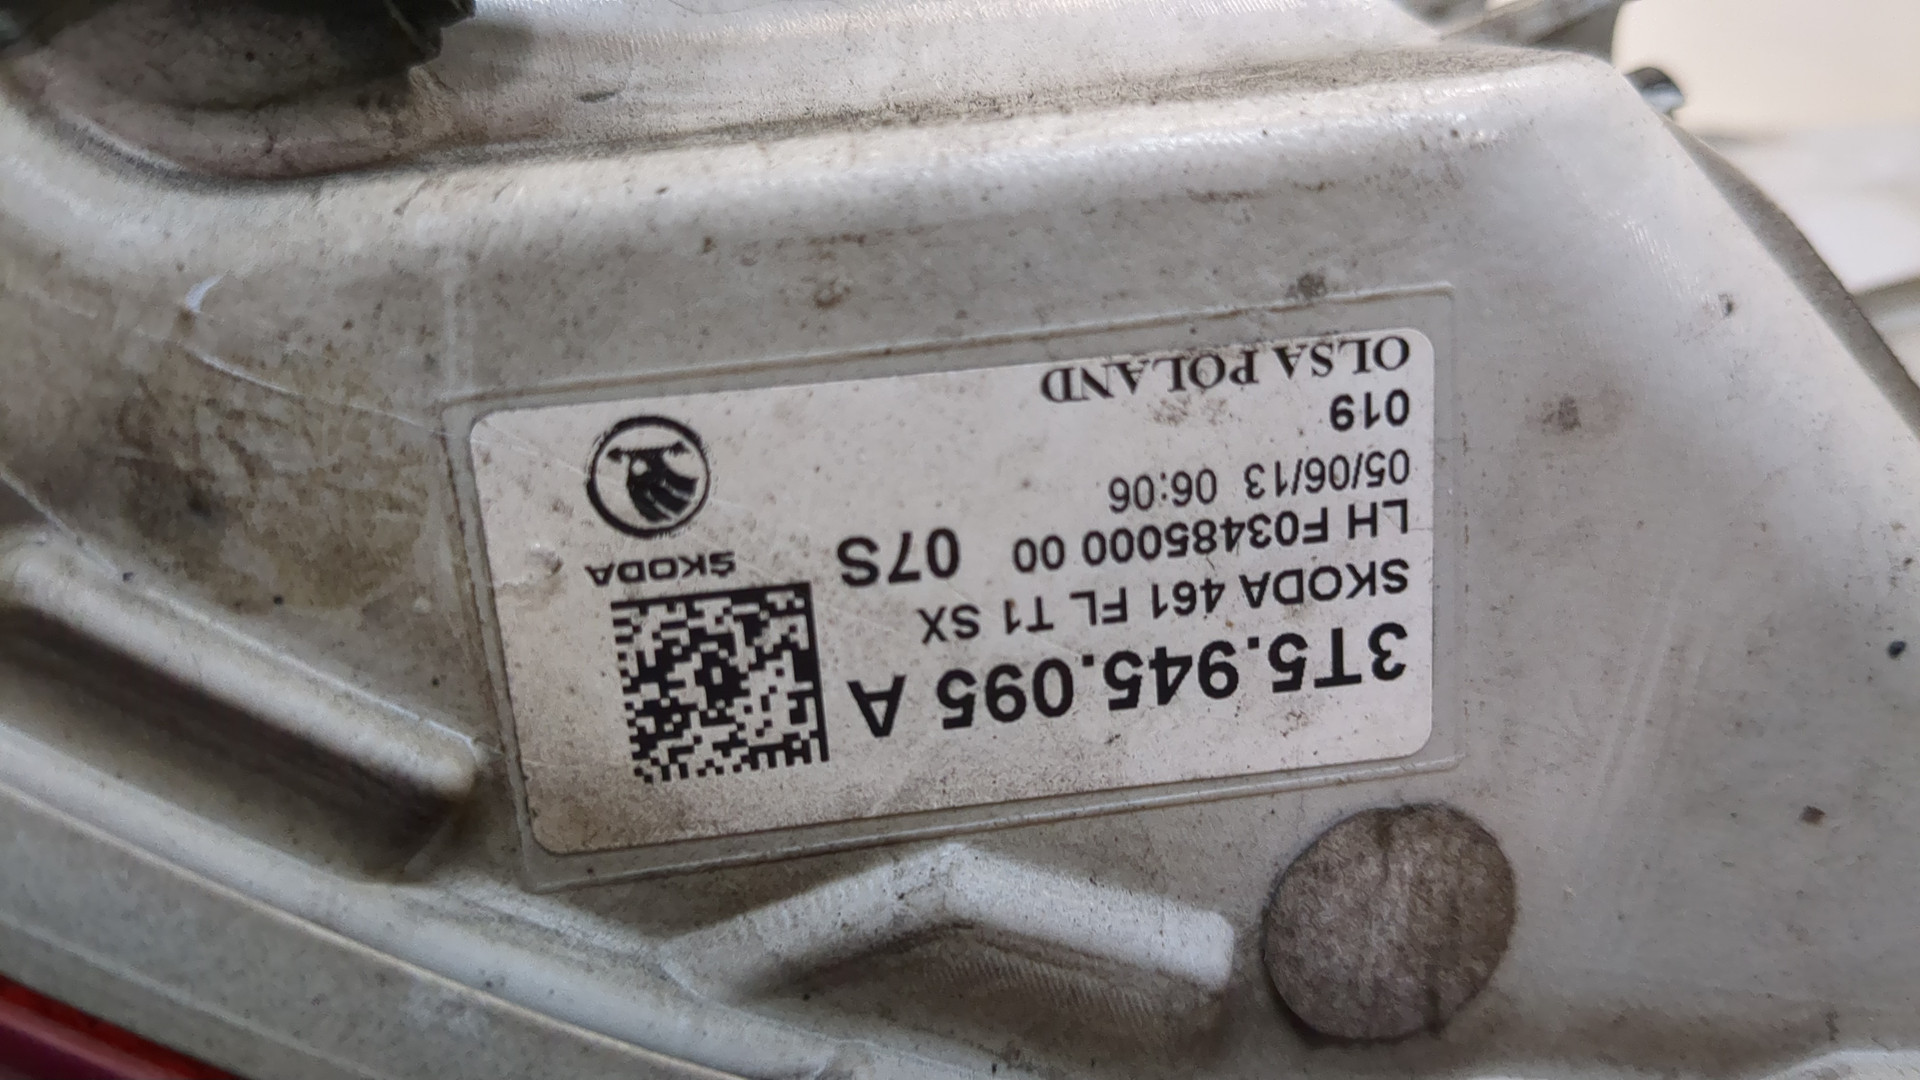 3T5.945.095 A
SKODA 461 FL T1 SX
LH F03485000 00 07S
05/06/13 06:06
019
OLSA POLAND
ŠKODA